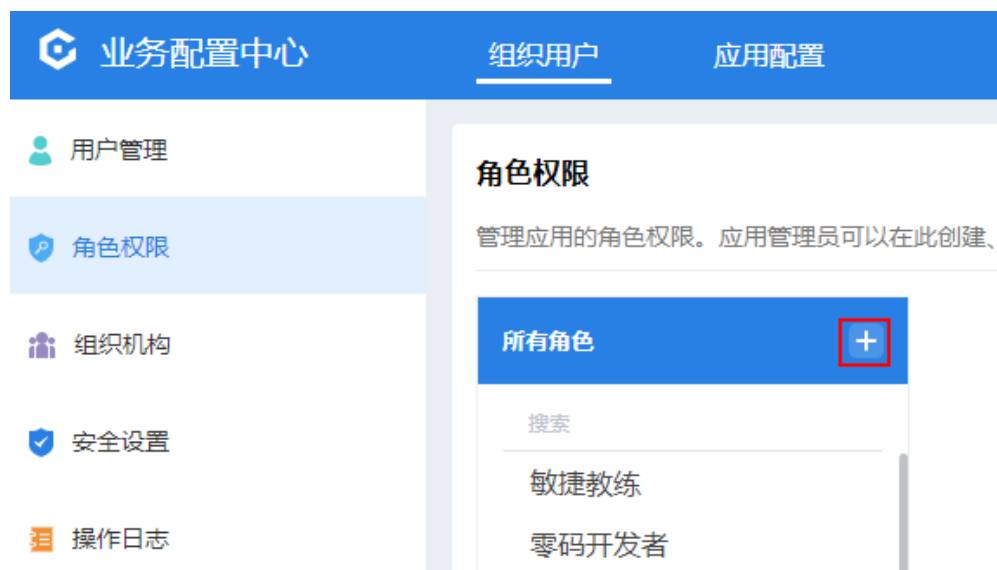 业务配置中心
组织用户
应用配置
用户管理
角色权限
组织机构
安全设置
操作日志
角色权限
管理应用的角色权限。应用管理员可以在此创建、
所有角色
搜索
敏捷教练
零码开发者